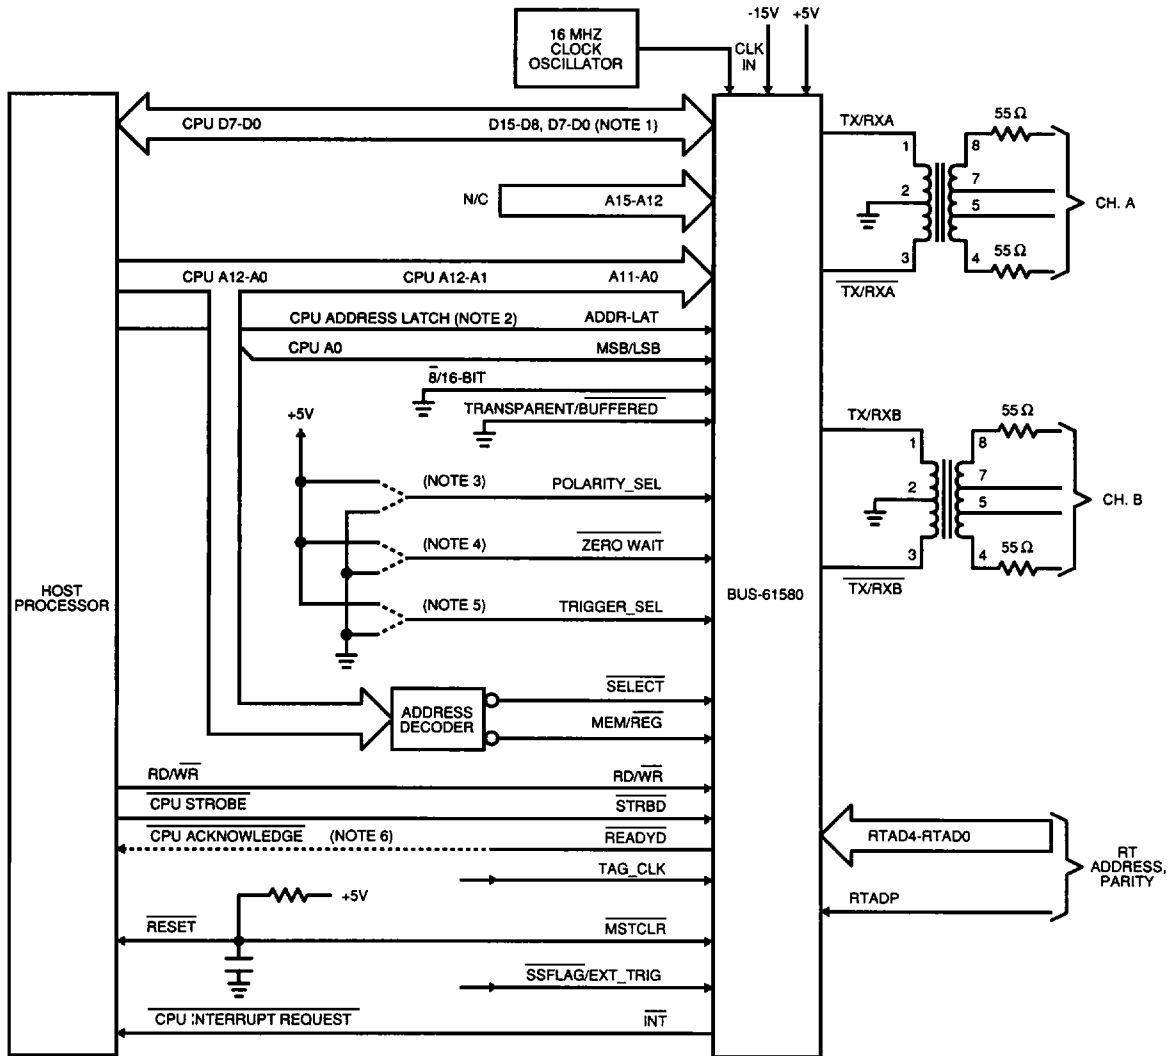 -15V +5V
16 MHZ
CLOCK
OSCILLATOR
CLK
IN
CPU D7-D0 D15-D8, D7-D0 (NOTE 1)
N/C A15-A12
CPU A12-A0 CPU A12-A1 A11-A0
CPU ADDRESS LATCH (NOTE 2) ADDR-LAT
CPU A0 MSB/LSB
8/16-BIT
TRANSPARENT/BUFFERED
+5V
(NOTE 3) POLARITY_SEL
(NOTE 4) ZERO WAIT
(NOTE 5) TRIGGER_SEL
HOST
PROCESSOR
BUS-61580
ADDRESS
DECODER
SELECT
MEM/REG
RD/WR RD/WR
CPU STROBE STRBD
CPU ACKNOWLEDGE (NOTE 6) READYD
TAG_CLK
+5V
RESET MSTCLR
SSFLAG/EXT_TRIG
CPU INTERRUPT REQUEST INT
TX/RXA
1
2
3
TX/RXA
55 Ω
8
7
5
4
55 Ω
CH. A
TX/RXB
1
2
3
TX/RXB
55 Ω
8
7
5
4
55 Ω
CH. B
RTAD4-RTAD0
RTADP
RT
ADDRESS,
PARITY